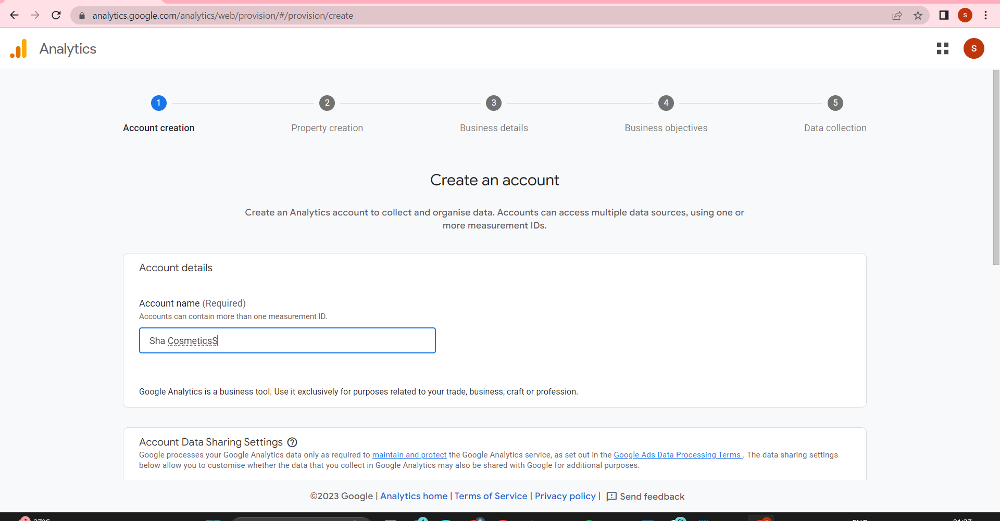 analytics.google.com/analytics/web/provision/#/provision/create
S
Analytics
S
1
2
3
4
5
Account creation
Property creation
Business details
Business objectives
Data collection
Create an account
Create an Analytics account to collect and organise data. Accounts can access multiple data sources, using one or
more measurement IDs.
Account details
Account name (Required)
Accounts can contain more than one measurement ID.
Sha CosmeticsS
Google Analytics is a business tool. Use it exclusively for purposes related to your trade, business, craft or profession.
Account Data Sharing Settings
Google processes your Google Analytics data only as required to maintain and protect the Google Analytics service, as set out in the Google Ads Data Processing Terms . The data sharing settings
below allow you to customise whether the data that you collect in Google Analytics may also be shared with Google for additional purposes.
©2023 Google | Analytics home | Terms of Service | Privacy policy | Send feedback